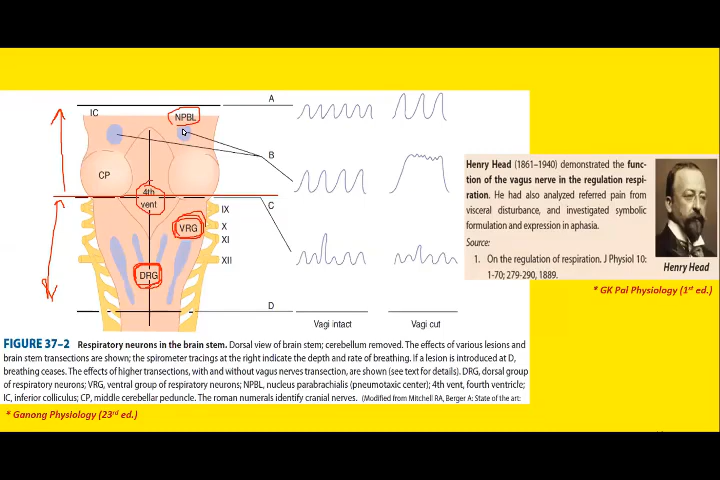 A
IC
NPBL
B
CP
4th
vent
C
IX
VRG
X
XI
DRG
XII
D
Vagi intact
Vagi cut
FIGURE 37–2 Respiratory neurons in the brain stem. Dorsal view of brain stem; cerebellum removed. The effects of various lesions and
brain stem transections are shown; the spirometer tracings at the right indicate the depth and rate of breathing. If a lesion is introduced at D,
breathing ceases. The effects of higher transections, with and without vagus nerves transection, are shown (see text for details). DRG, dorsal group
of respiratory neurons; VRG, ventral group of respiratory neurons; NPBL, nucleus parabrachialis (pneumotaxic center); 4th vent, fourth ventricle;
IC, inferior colliculus; CP, middle cerebellar peduncle. The roman numerals identify cranial nerves. (Modified from Mitchell RA, Berger A: State of the art:
* Ganong Physiology (23rd ed.)
Henry Head (1861–1940) demonstrated the func-
tion of the vagus nerve in the regulation respi-
ration. He had also analyzed referred pain from
visceral disturbance, and investigated symbolic
formulation and expression in aphasia.
Source:
1. On the regulation of respiration. J Physiol 10:
1-70; 279-290, 1889.
Henry Head
* GK Pal Physiology (1st ed.)